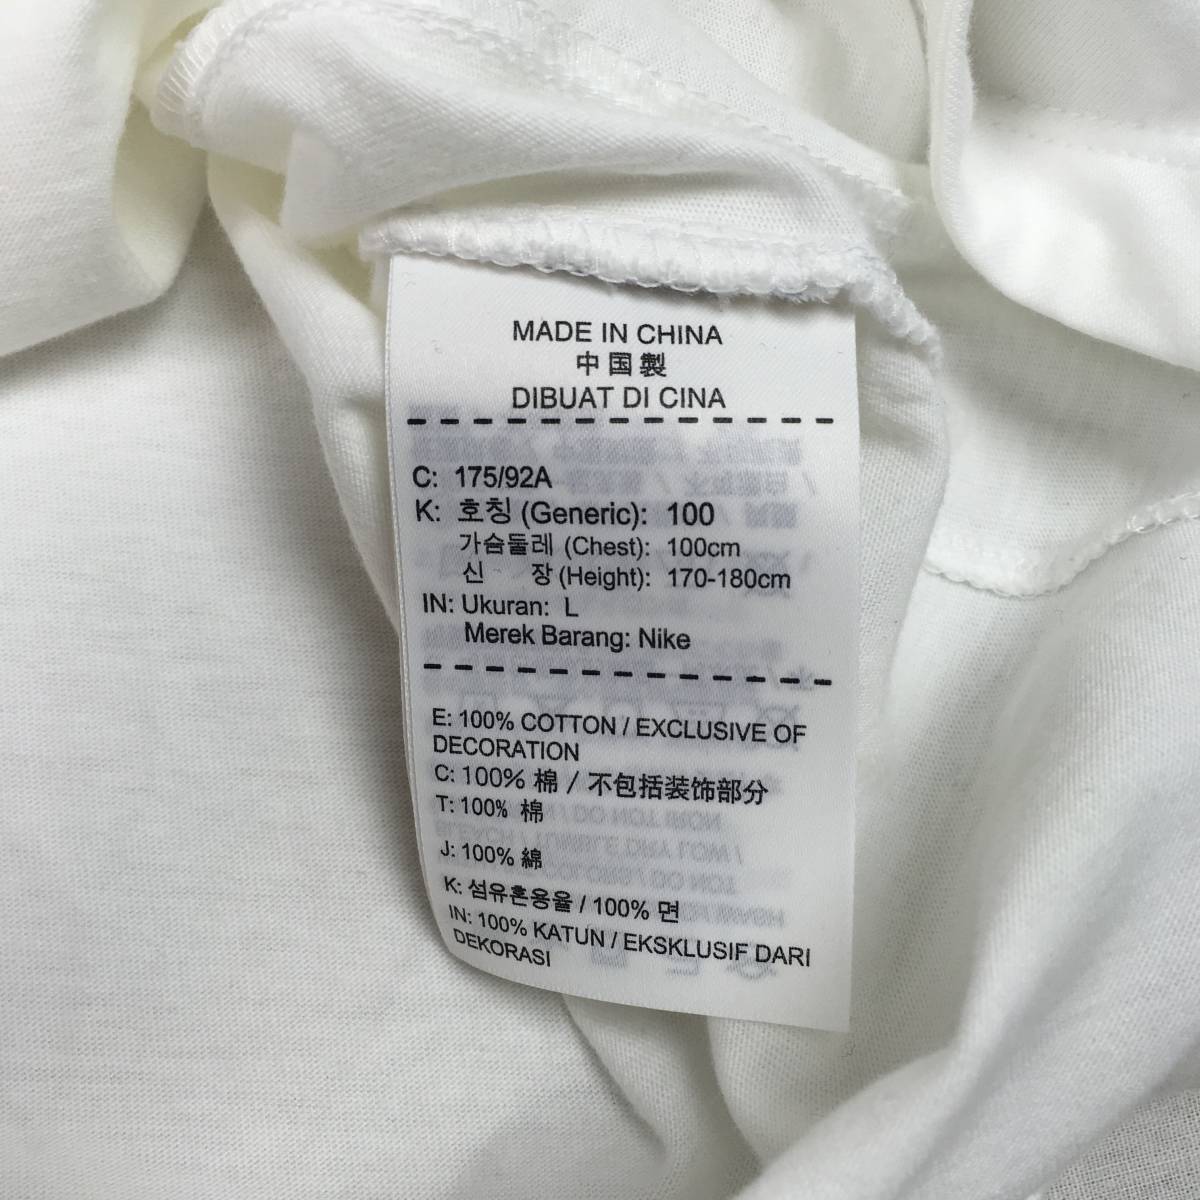 MADE IN CHINA
中国製
DIBUAT DI CINA
C: 175/92A
K: 호칭 (Generic): 100
가슴둘레 (Chest): 100cm
신 장 (Height): 170-180cm
IN: Ukuran: L
Merek Barang: Nike
E: 100% COTTON / EXCLUSIVE OF
DECORATION
C: 100% 棉 / 不包括装饰部分
T: 100% 棉
J: 100% 綿
K: 섬유혼용율 / 100% 면
IN: 100% KATUN / EKSKLUSIF DARI
DEKORASI